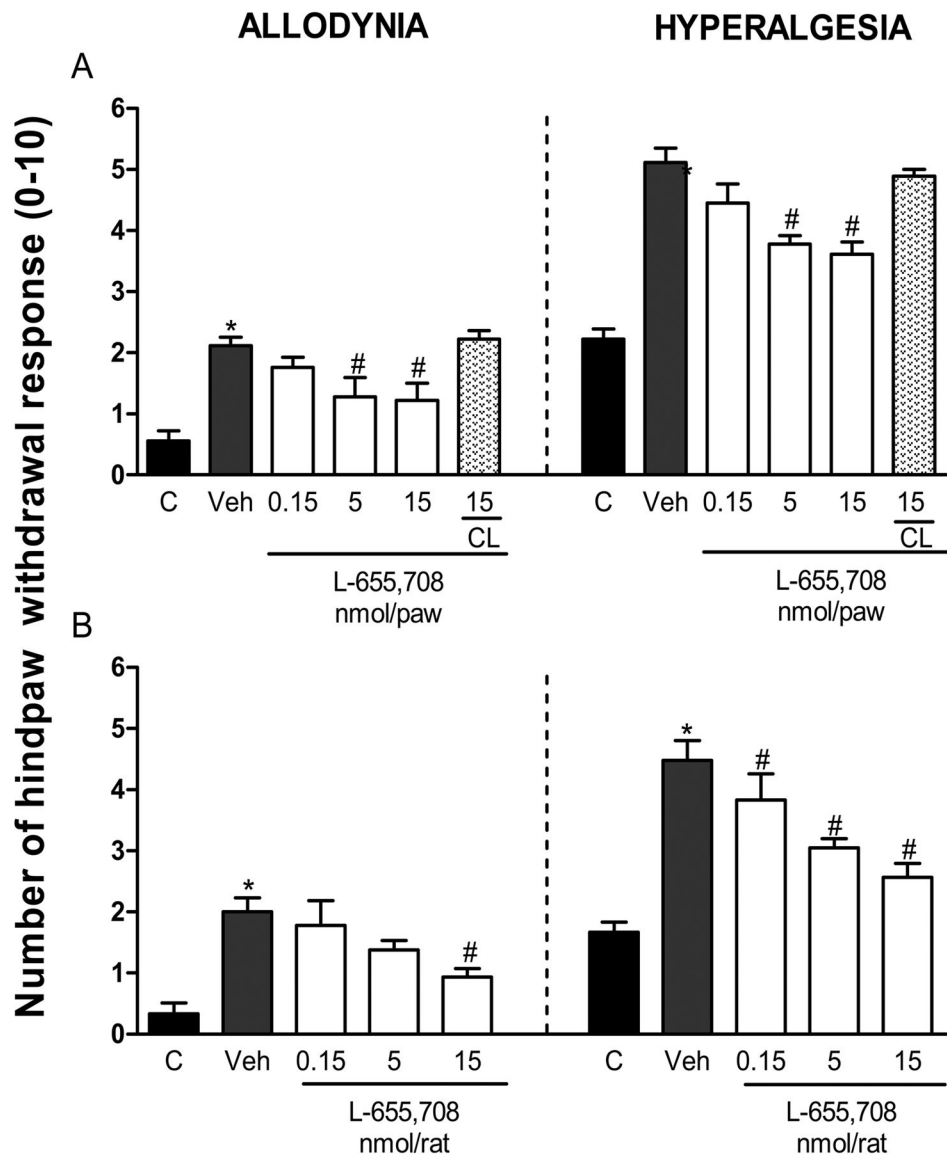 ALLODYNIA HYPERALGESIA
A
Number of hindpaw withdrawal response (0-10)
6
5
4
3
2
1
0
* # #
* # #
C Veh 0.15 5 15 15 C Veh 0.15 5 15 15
CL CL
L-655,708 L-655,708
nmol/paw nmol/paw
B
6
5
4
3
2
1
0
* #
* # # #
C Veh 0.15 5 15 C Veh 0.15 5 15
L-655,708 L-655,708
nmol/rat nmol/rat